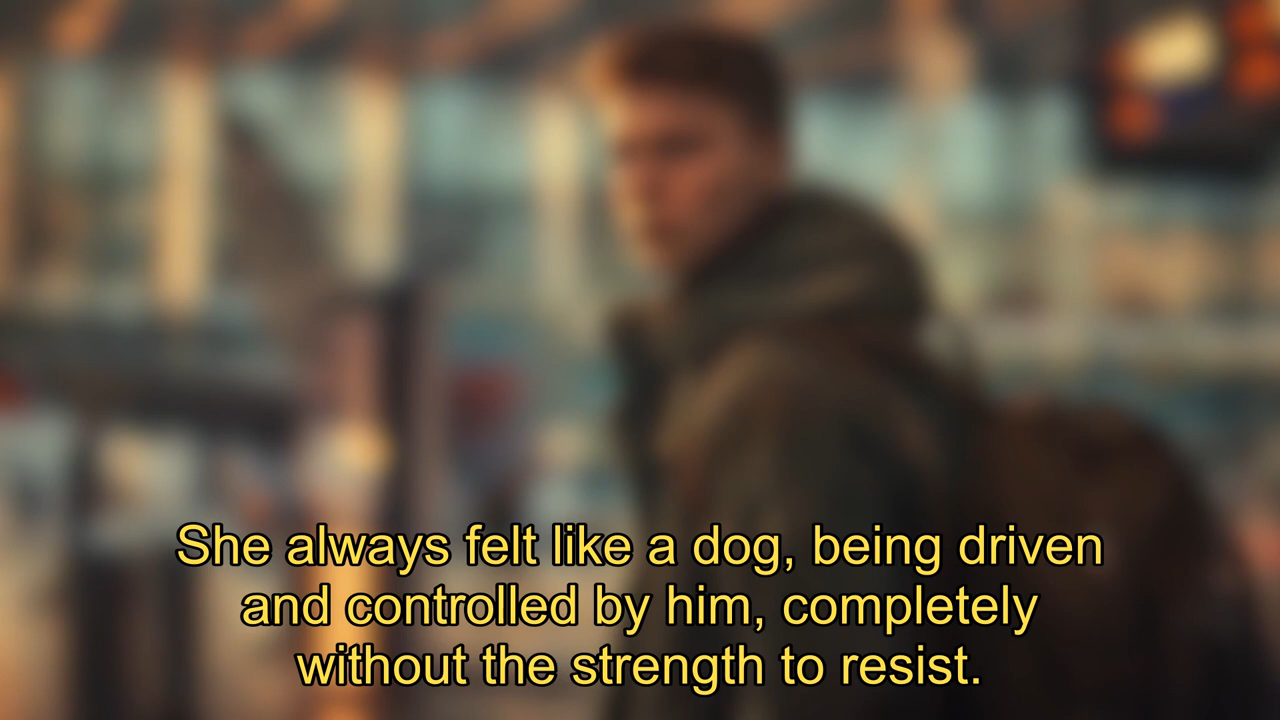 She always felt like a dog, being driven
and controlled by him, completely
without the strength to resist.